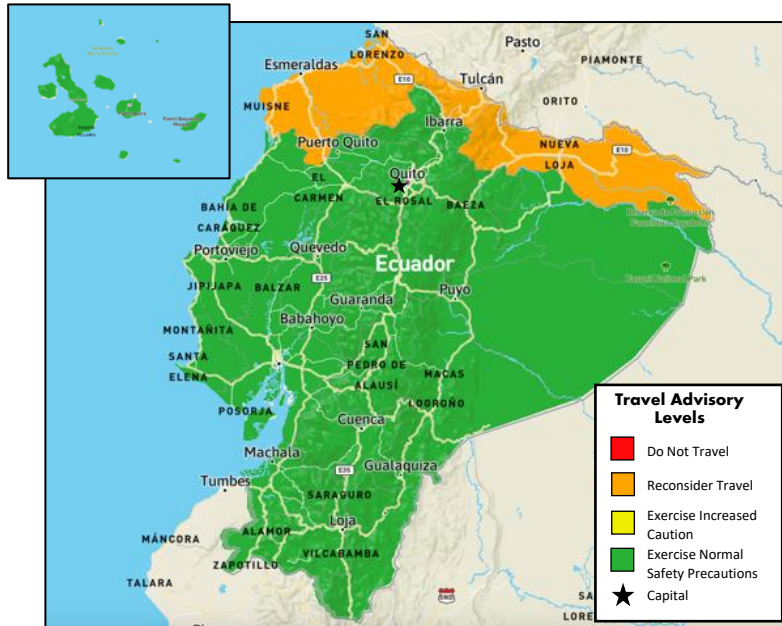 SAN
LORENZO
Pasto
PIAMONTE
Esmeraldas
E10
Tulcán
ORITO
MUISNE
Ibarra
Puerto Quito
NUEVA
LOJA
E10
EL
CARMEN
Quito
EL ROSAL
BAEZA
BAHÍA DE
CARÁQUEZ
Portoviejo
Quevedo
Ecuador
Yasuní National Park
JIPIJAPA
BALZAR
E25
Guaranda
Puyo
MONTAÑITA
Babahoyo
SAN
PEDRO DE
ALAUSÍ
MACAS
SANTA
ELENA
LOGROÑO
POSORJA
Cuenca
Machala
E35
Gualaquiza
Tumbes
SARAGURO
ALAMOR
Loja
MÁNCORA
ZAPOTILLO
VILCABAMBA
TALARA
Travel Advisory
Levels
Do Not Travel
Reconsider Travel
Exercise Increased
Caution
Exercise Normal
Safety Precautions
Capital